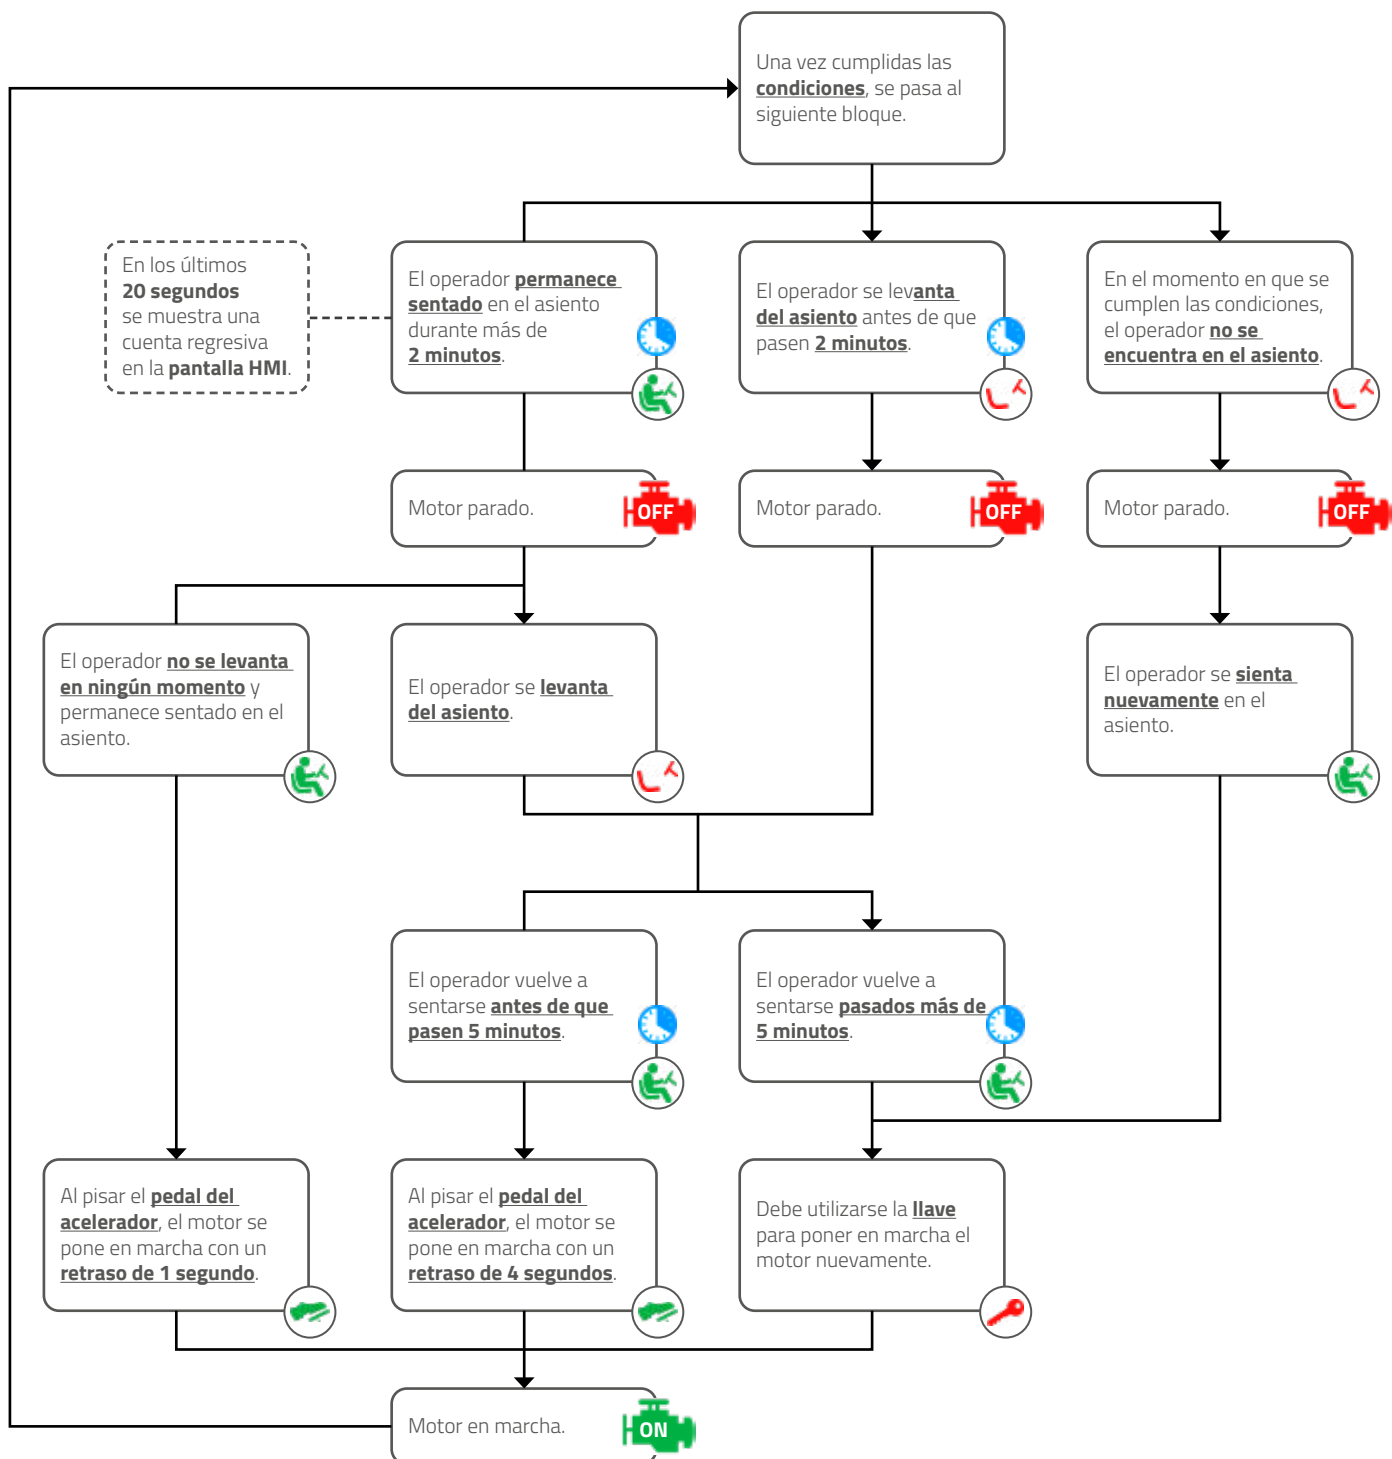 Una vez cumplidas las
condiciones, se pasa al
siguiente bloque.
En los últimos
20 segundos
se muestra una
cuenta regresiva
en la pantalla HMI.
El operador permanece
sentado en el asiento
durante más de
2 minutos.
El operador se levanta
del asiento antes de que
pasen 2 minutos.
En el momento en que se
cumplen las condiciones,
el operador no se
encuentra en el asiento.
Motor parado.
OFF
Motor parado.
OFF
Motor parado.
OFF
El operador no se levanta
en ningún momento y
permanece sentado en el
asiento.
El operador se levanta
del asiento.
El operador se sienta
nuevamente en el
asiento.
El operador vuelve a
sentarse antes de que
pasen 5 minutos.
El operador vuelve a
sentarse pasados más de
5 minutos.
Al pisar el pedal del
acelerador, el motor se
pone en marcha con un
retraso de 1 segundo.
Al pisar el pedal del
acelerador, el motor se
pone en marcha con un
retraso de 4 segundos.
Debe utilizarse la llave
para poner en marcha el
motor nuevamente.
Motor en marcha.
ON